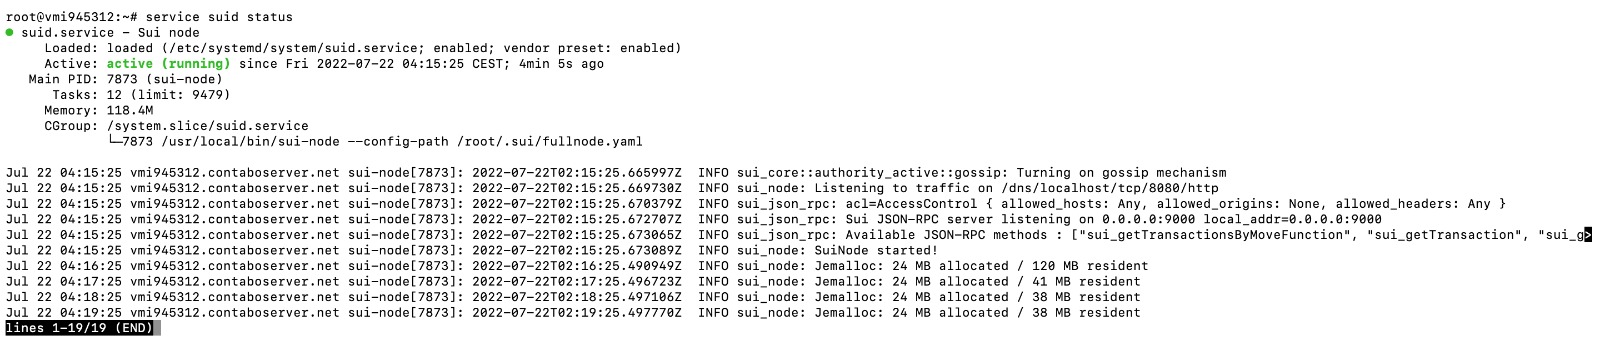 root@vmi945312:~# service suid status
● suid.service – Sui node
Loaded: loaded (/etc/systemd/system/suid.service; enabled; vendor preset: enabled)
Active: active (running) since Fri 2022-07-22 04:15:25 CEST; 4min 5s ago
Main PID: 7873 (sui-node)
Tasks: 12 (limit: 9479)
Memory: 118.4M
CGroup: /system.slice/suid.service
└─7873 /usr/local/bin/sui-node --config-path /root/.sui/fullnode.yaml
Jul 22 04:15:25 vmi945312.contaboserver.net sui-node[7873]: 2022-07-22T02:15:25.665997Z  INFO sui_core::authority_active::gossip: Turning on gossip mechanism
Jul 22 04:15:25 vmi945312.contaboserver.net sui-node[7873]: 2022-07-22T02:15:25.669730Z  INFO sui_node: Listening to traffic on /dns/localhost/tcp/8080/http
Jul 22 04:15:25 vmi945312.contaboserver.net sui-node[7873]: 2022-07-22T02:15:25.670379Z  INFO sui_json_rpc: acl=AccessControl { allowed_hosts: Any, allowed_origins: None, allowed_headers: Any }
Jul 22 04:15:25 vmi945312.contaboserver.net sui-node[7873]: 2022-07-22T02:15:25.672707Z  INFO sui_json_rpc: Sui JSON-RPC server listening on 0.0.0.0:9000 local_addr=0.0.0.0:9000
Jul 22 04:15:25 vmi945312.contaboserver.net sui-node[7873]: 2022-07-22T02:15:25.673065Z  INFO sui_json_rpc: Available JSON-RPC methods : ["sui_getTransactionsByMoveFunction", "sui_getTransaction", "sui_g>
Jul 22 04:15:25 vmi945312.contaboserver.net sui-node[7873]: 2022-07-22T02:15:25.673089Z  INFO sui_node: SuiNode started!
Jul 22 04:16:25 vmi945312.contaboserver.net sui-node[7873]: 2022-07-22T02:16:25.490949Z  INFO sui_node: Jemalloc: 24 MB allocated / 120 MB resident
Jul 22 04:17:25 vmi945312.contaboserver.net sui-node[7873]: 2022-07-22T02:17:25.496723Z  INFO sui_node: Jemalloc: 24 MB allocated / 41 MB resident
Jul 22 04:18:25 vmi945312.contaboserver.net sui-node[7873]: 2022-07-22T02:18:25.497106Z  INFO sui_node: Jemalloc: 24 MB allocated / 38 MB resident
Jul 22 04:19:25 vmi945312.contaboserver.net sui-node[7873]: 2022-07-22T02:19:25.497770Z  INFO sui_node: Jemalloc: 24 MB allocated / 38 MB resident
lines 1-19/19 (END)